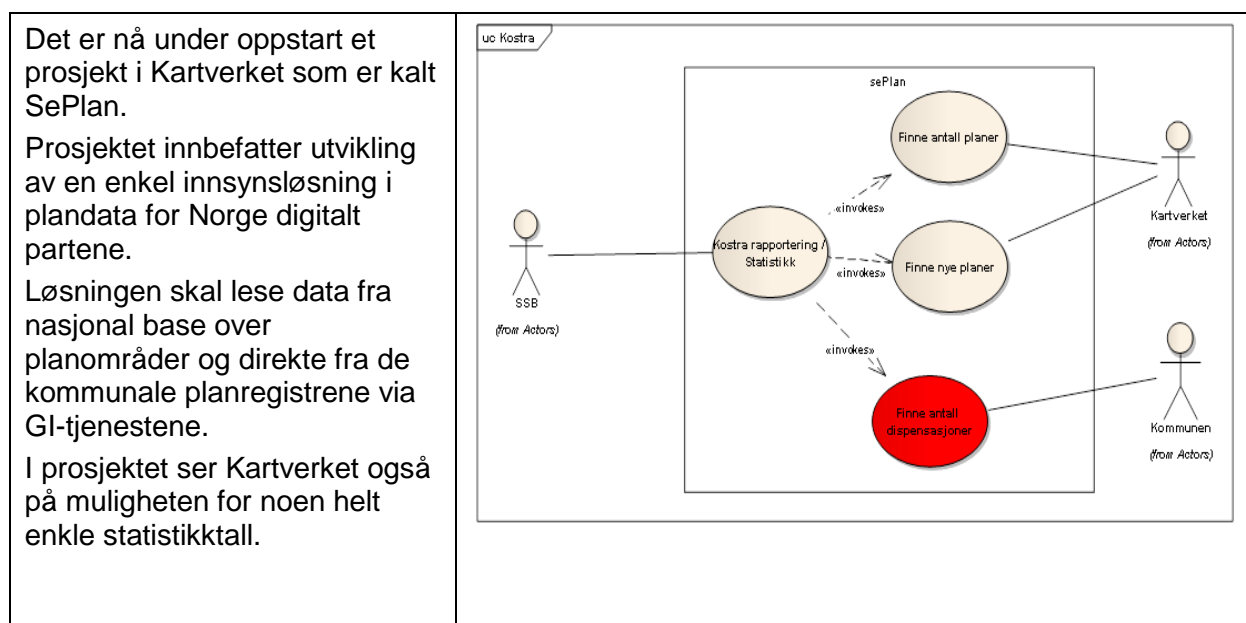 Det er nå under oppstart et
prosjekt i Kartverket som er kalt
SePlan.
Prosjektet innbefatter utvikling
av en enkel innsynsløsning i
plandata for Norge digitalt
partene.
Løsningen skal lese data fra
nasjonal base over
planområder og direkte fra de
kommunale planregistrene via
GI-tjenestene.
I prosjektet ser Kartverket også
på muligheten for noen helt
enkle statistikktall.
uc Kostra
sePlan
Finne antall planer
«invokes»
Kartverket
(from Actors)
Kostra rapportering /
Statistikk
«invokes»
Finne nye planer
SSB
(from Actors)
«invokes»
Finne antall
dispensasjoner
Kommunen
(from Actors)